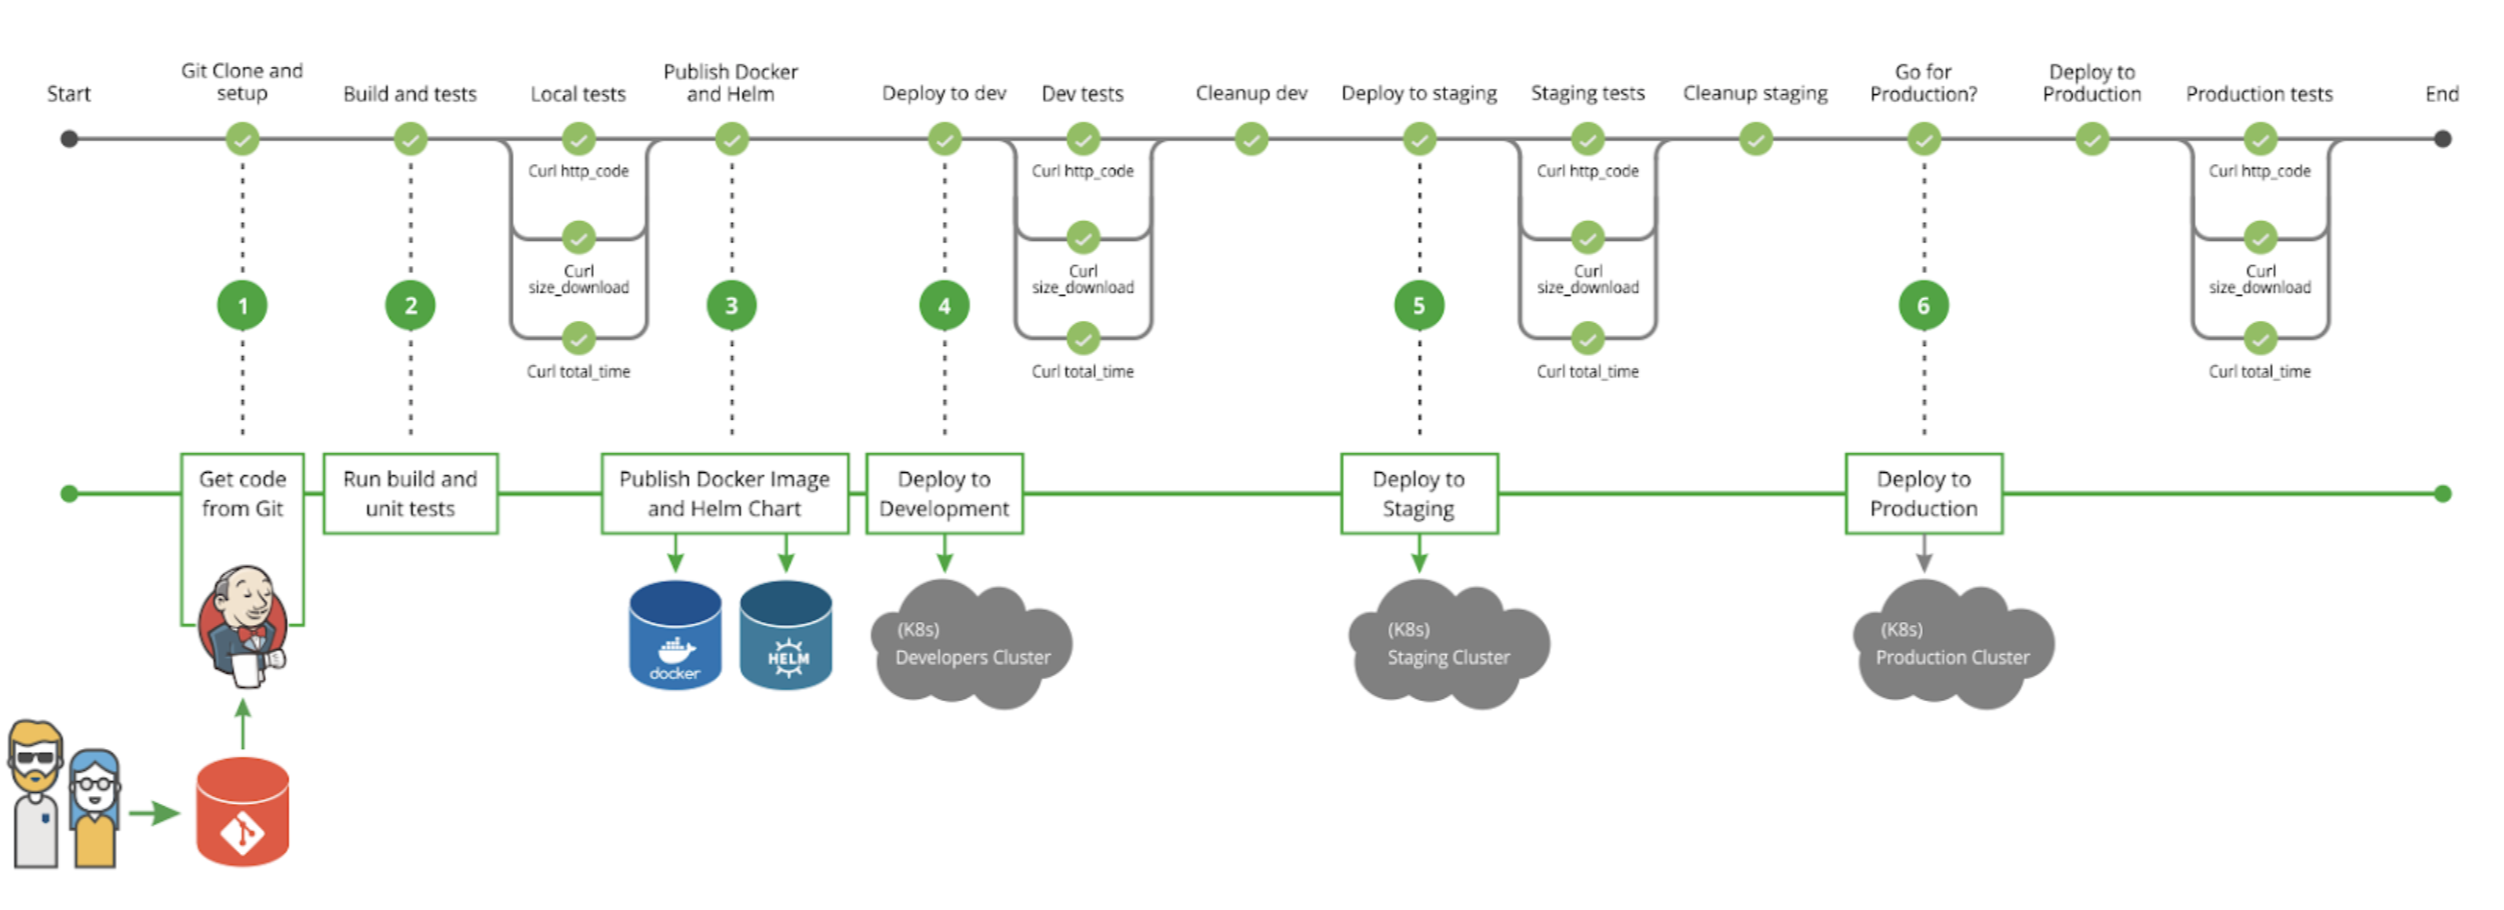 Start
Git Clone and
setup
Build and tests
Local tests
Publish Docker
and Helm
Deploy to dev
Dev tests
Cleanup dev
Deploy to staging
Staging tests
Cleanup staging
Go for
Production?
Deploy to
Production
Production tests
End
Curl http_code
Curl
size_download
Curl total_time
Curl http_code
Curl
size_download
Curl total_time
Curl http_code
Curl
size_download
Curl total_time
Curl http_code
Curl
size_download
Curl total_time
1
2
3
4
5
6
Get code
from Git
Run build and
unit tests
Publish Docker Image
and Helm Chart
Deploy to
Development
Deploy to
Staging
Deploy to
Production
docker
HELM
(K8s)
Developers Cluster
(K8s)
Staging Cluster
(K8s)
Production Cluster